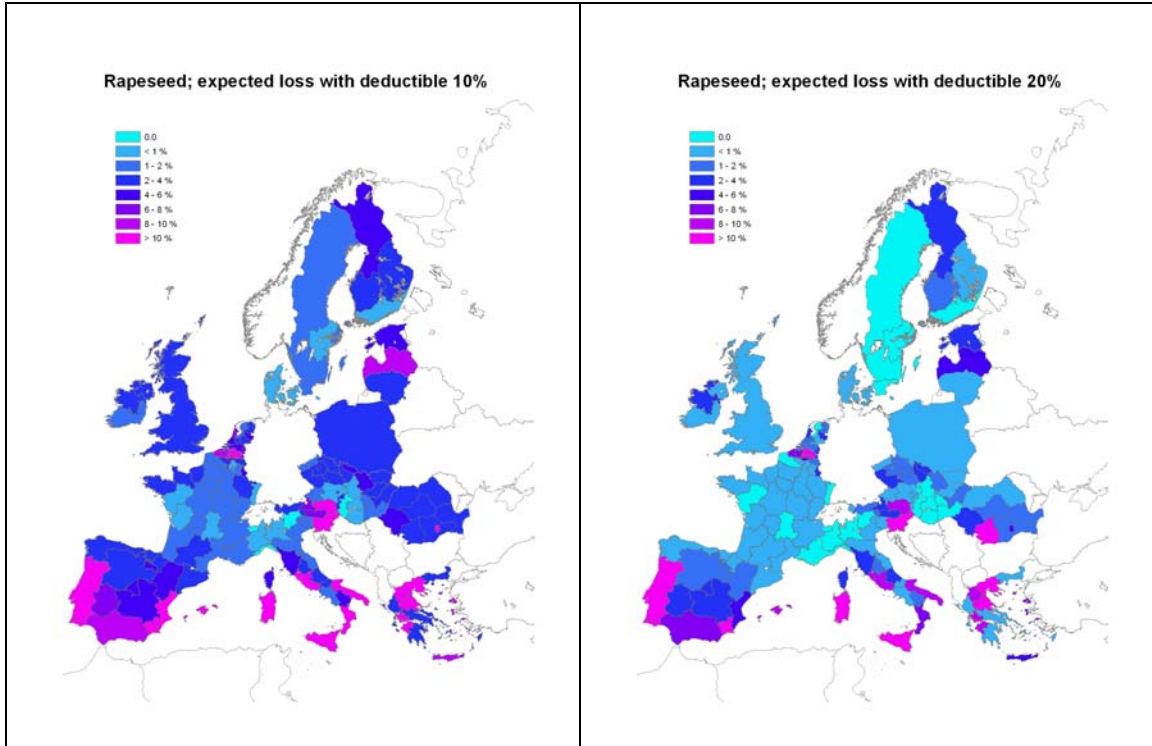 Rapeseed; expected loss with deductible 10%
0.0
< 1 %
1 - 2 %
2 - 4 %
4 - 6 %
6 - 8 %
8 - 10 %
> 10 %
Rapeseed; expected loss with deductible 20%
0.0
< 1 %
1 - 2 %
2 - 4 %
4 - 6 %
6 - 8 %
8 - 10 %
> 10 %